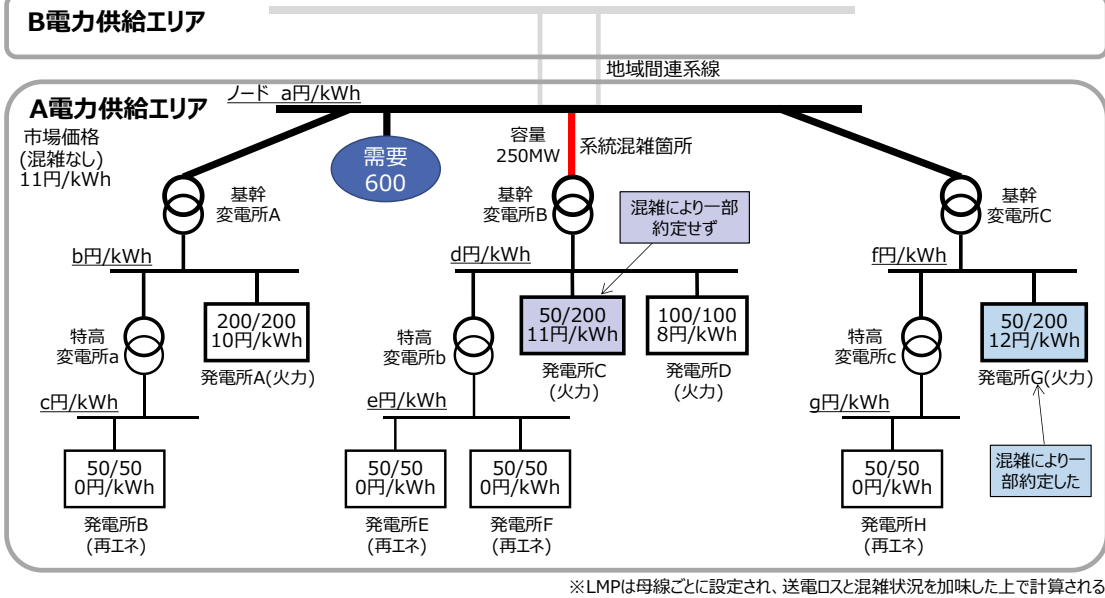 B電力供給エリア
地域間連系線
A電力供給エリア
ノード a円/kWh
市場価格
(混雑なし)
11円/kWh
需要
600
容量
250MW
系統混雑箇所
基幹
変電所A
基幹
変電所B
混雑により一部
約定せず
基幹
変電所C
b円/kWh
d円/kWh
f円/kWh
特高
変電所a
200/200
10円/kWh
発電所A(火力)
特高
変電所b
50/200
11円/kWh
発電所C
(火力)
100/100
8円/kWh
発電所D
(火力)
特高
変電所c
50/200
12円/kWh
発電所G(火力)
c円/kWh
e円/kWh
g円/kWh
50/50
0円/kWh
発電所B
(再エネ)
50/50
0円/kWh
発電所E
(再エネ)
50/50
0円/kWh
発電所F
(再エネ)
50/50
0円/kWh
発電所H
(再エネ)
混雑により一
部約定した
※LMPは母線ごとに設定され、送電ロスと混雑状況を加味した上で計算される